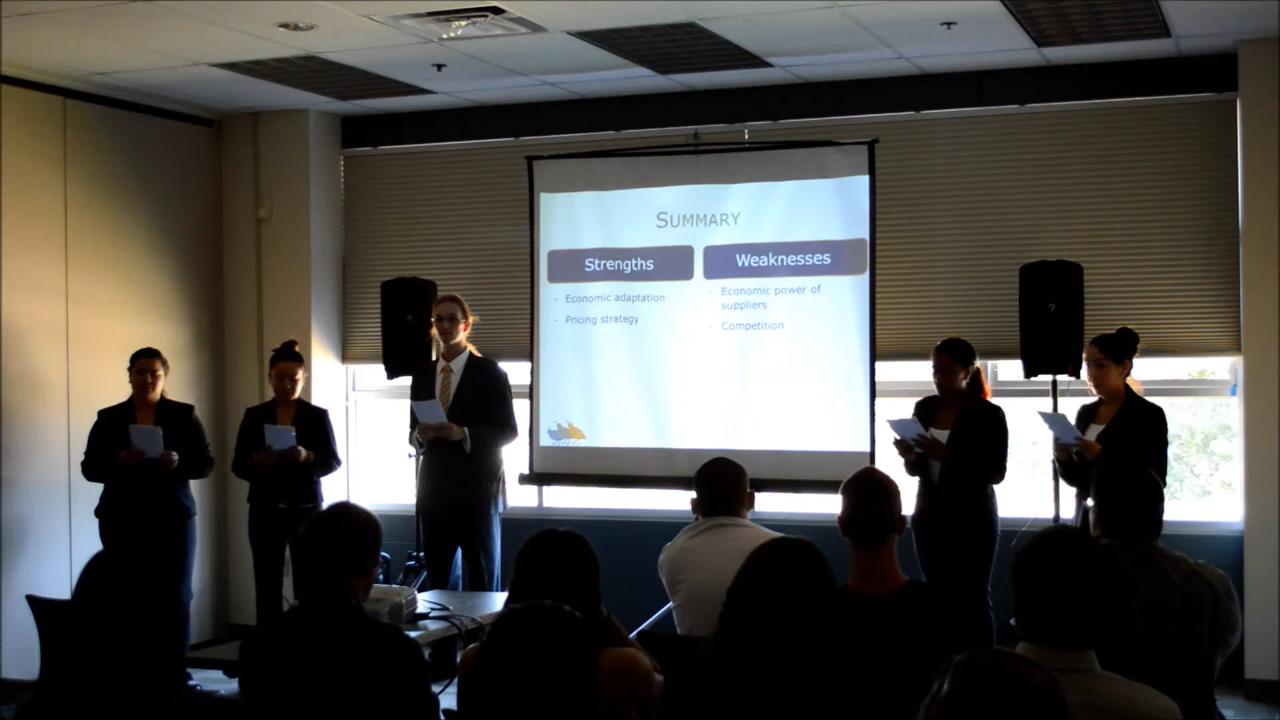 SUMMARY
Strengths
Weaknesses
· Economic adaptation
· Pricing strategy
· Economic power of
suppliers
· Competition